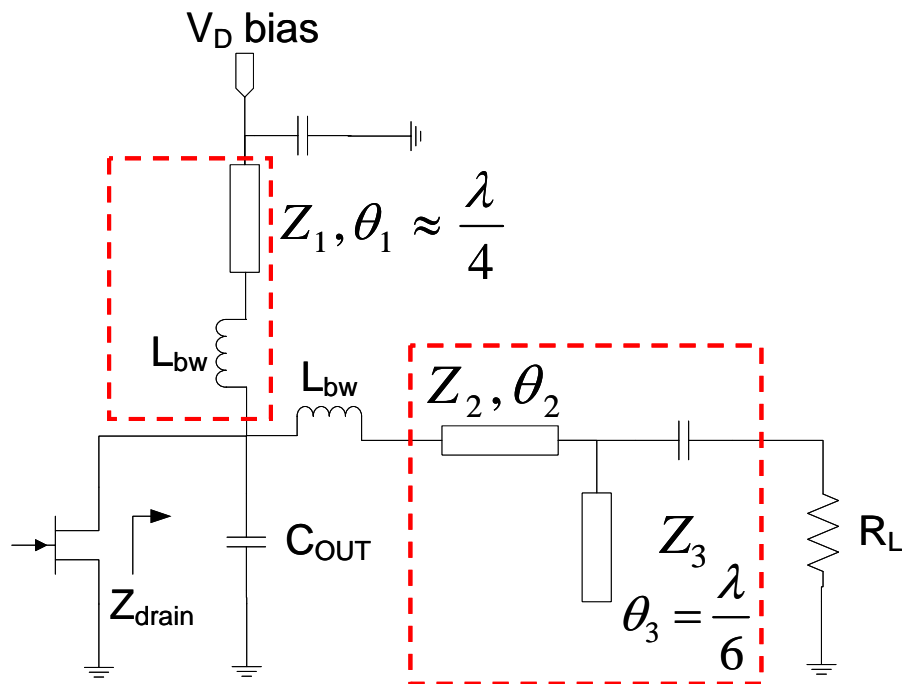 V_D bias
Z_1, θ_1 ≈ λ/4
L_bw
L_bw
Z_2, θ_2
C_OUT
Z_drain
Z_3
θ_3 = λ/6
R_L